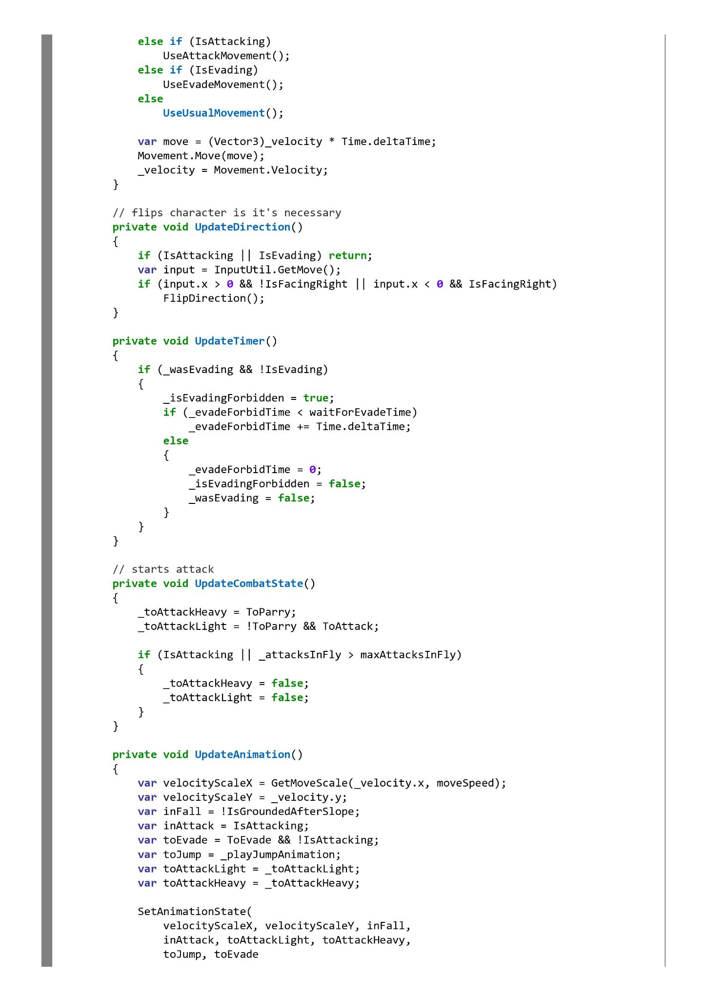 else if (IsAttacking)
UseAttackMovement();
else if (IsEvading)
UseEvadeMovement();
else
UseUsualMovement();
var move = (Vector3)_velocity * Time.deltaTime;
Movement.Move(move);
_velocity = Movement.Velocity;
}
// flips character is it's necessary
private void UpdateDirection()
{
if (IsAttacking || IsEvading) return;
var input = InputUtil.GetMove();
if (input.x > 0 && !IsFacingRight || input.x < 0 && IsFacingRight)
FlipDirection();
}
private void UpdateTimer()
{
if (_wasEvading && !IsEvading)
{
_isEvadingForbidden = true;
if (_evadeForbidTime < waitForEvadeTime)
_evadeForbidTime += Time.deltaTime;
else
{
_evadeForbidTime = 0;
_isEvadingForbidden = false;
_wasEvading = false;
}
}
}
// starts attack
private void UpdateCombatState()
{
_toAttackHeavy = ToParry;
_toAttackLight = !ToParry && ToAttack;
if (IsAttacking || _attacksInFly > maxAttacksInFly)
{
_toAttackHeavy = false;
_toAttackLight = false;
}
}
private void UpdateAnimation()
{
var velocityScaleX = GetMoveScale(_velocity.x, moveSpeed);
var velocityScaleY = _velocity.y;
var inFall = !IsGroundedAfterSlope;
var inAttack = IsAttacking;
var toEvade = ToEvade && !IsAttacking;
var toJump = _playJumpAnimation;
var toAttackLight = _toAttackLight;
var toAttackHeavy = _toAttackHeavy;
SetAnimationState(
velocityScaleX, velocityScaleY, inFall,
inAttack, toAttackLight, toAttackHeavy,
toJump, toEvade